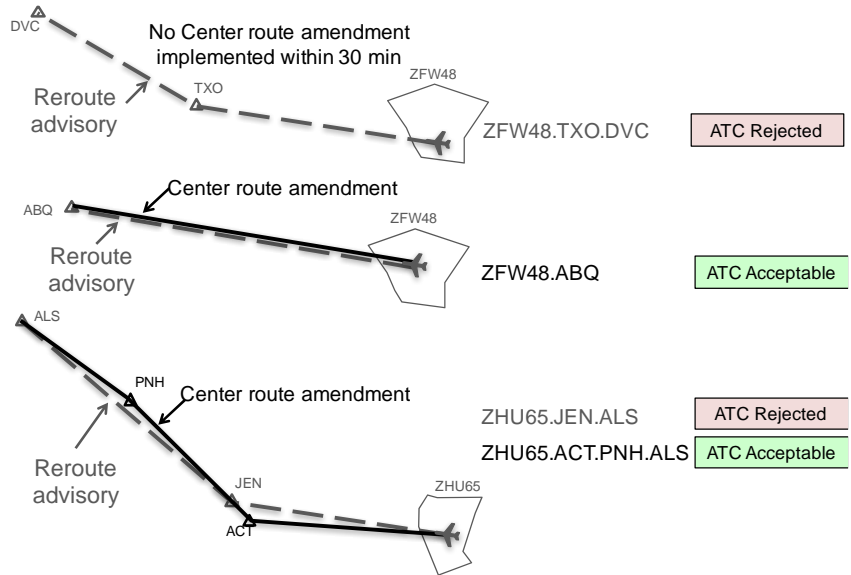 DVC
No Center route amendment
implemented within 30 min
ZFW48
Reroute
advisory
TXO
ZFW48.TXO.DVC
ATC Rejected
Center route amendment
ABQ
ZFW48
Reroute
advisory
ZFW48.ABQ
ATC Acceptable
ALS
PNH
Center route amendment
ZHU65.JEN.ALS
ATC Rejected
ZHU65.ACT.PNH.ALS
ATC Acceptable
Reroute
advisory
JEN
ZHU65
ACT